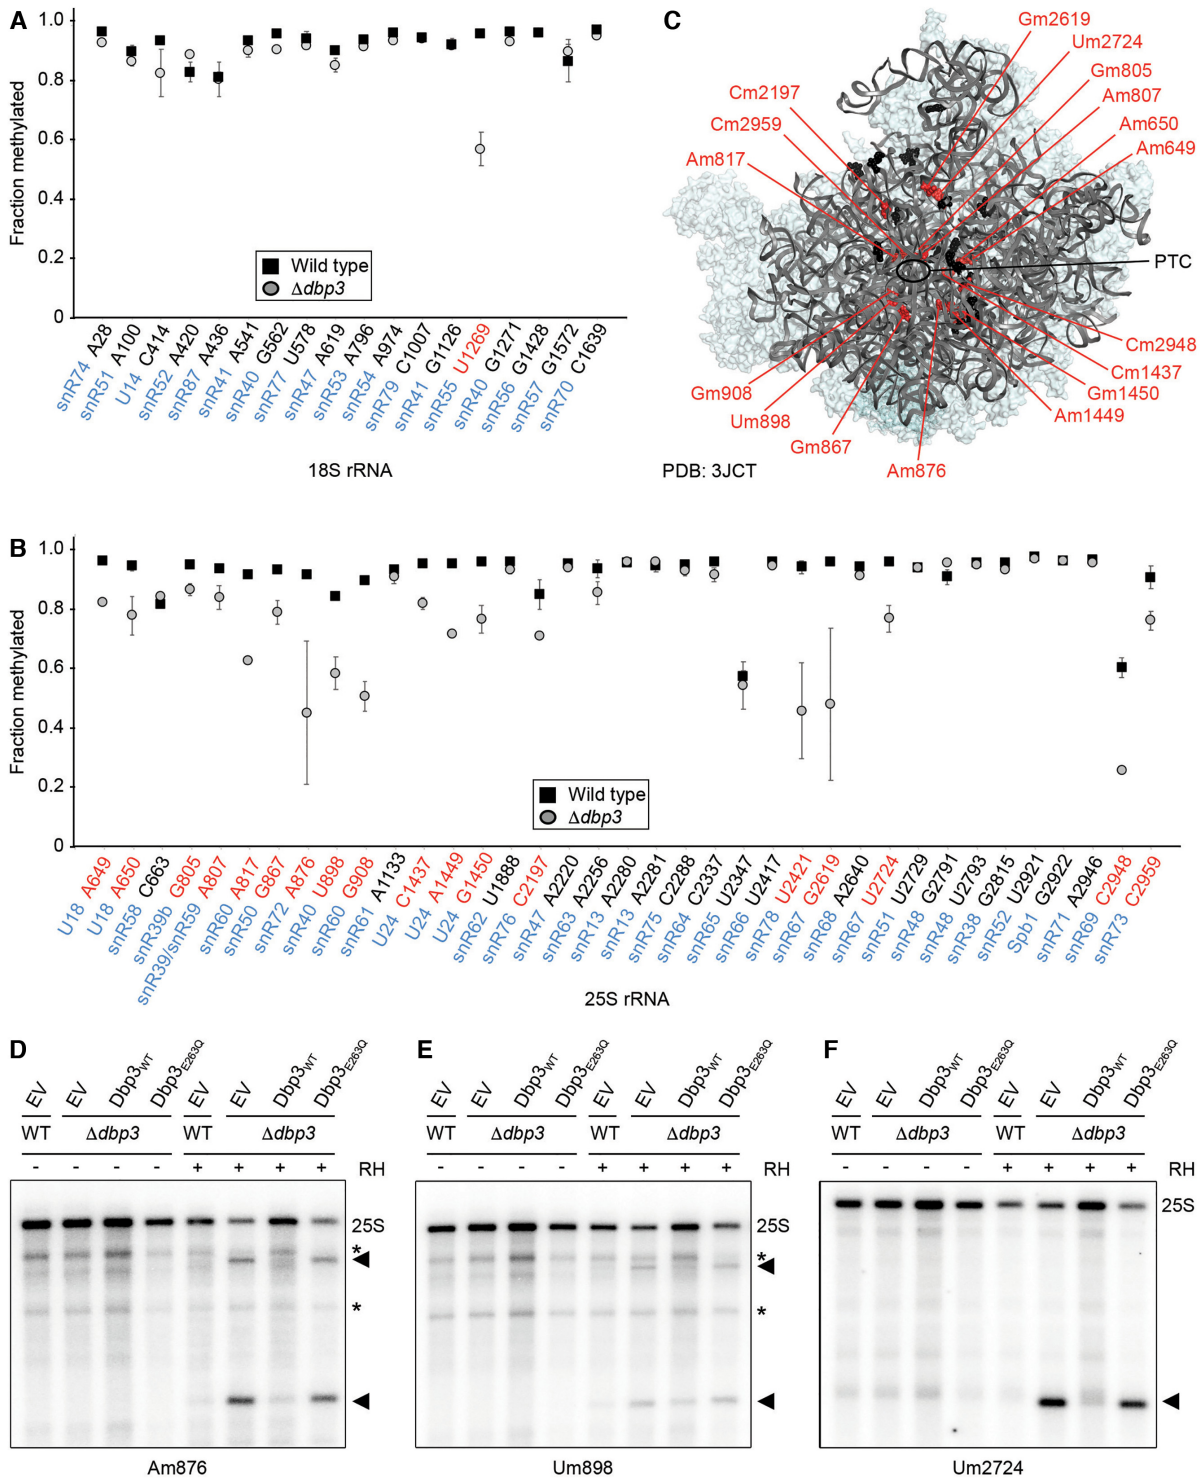 A
1.0
0.8
0.6
0.4
0.2
0
Fraction methylated
Wild type
Δdbp3
snR74 A28
snR51 A100
U14 C414
snR52 A420
snR87 A436
snR41 A541
snR40 G562
snR77 U578
snR47 A619
snR53 A796
snR54 A974
snR79 C1007
snR41 G1126
snR55 U1269
snR40 G1271
snR56 G1428
snR57 G1572
snR70 C1639
18S rRNA
C
Gm2619
Um2724
Gm805
Am807
Am650
Am649
Cm2197
Cm2959
Am817
PTC
Cm2948
Cm1437
Gm1450
Am1449
Gm908
Um898
Gm867
Am876
PDB: 3JCT
B
1.0
0.8
0.6
0.4
0.2
0
Fraction methylated
Wild type
Δdbp3
U18 A649
U18 A650
snR58 C663
snR39b G805
snR39/snR59 A807
snR60 A817
snR50 G867
snR72 A876
snR40 U898
snR60 G908
snR61 A1133
U24 C1437
U24 A1449
U24 G1450
snR62 U1888
snR76 C2197
snR47 A2220
snR63 A2256
snR13 A2280
snR13 A2281
snR75 C2288
snR64 C2337
snR65 U2347
snR66 U2417
snR78 U2421
snR67 G2619
snR68 A2640
snR67 U2724
snR51 U2729
snR48 G2791
snR48 U2793
snR38 G2815
snR52 U2921
Spb1 G2922
snR71 A2946
snR69 C2948
snR73 C2959
25S rRNA
D
EV EV Dbp3WT Dbp3E263Q EV EV Dbp3WT Dbp3E263Q
WT Δdbp3 WT Δdbp3
- - - - + + + + RH
25S
*
*
Am876
E
EV EV Dbp3WT Dbp3E263Q EV EV Dbp3WT Dbp3E263Q
WT Δdbp3 WT Δdbp3
- - - - + + + + RH
25S
*
*
Um898
F
EV EV Dbp3WT Dbp3E263Q EV EV Dbp3WT Dbp3E263Q
WT Δdbp3 WT Δdbp3
- - - - + + + + RH
25S
Um2724